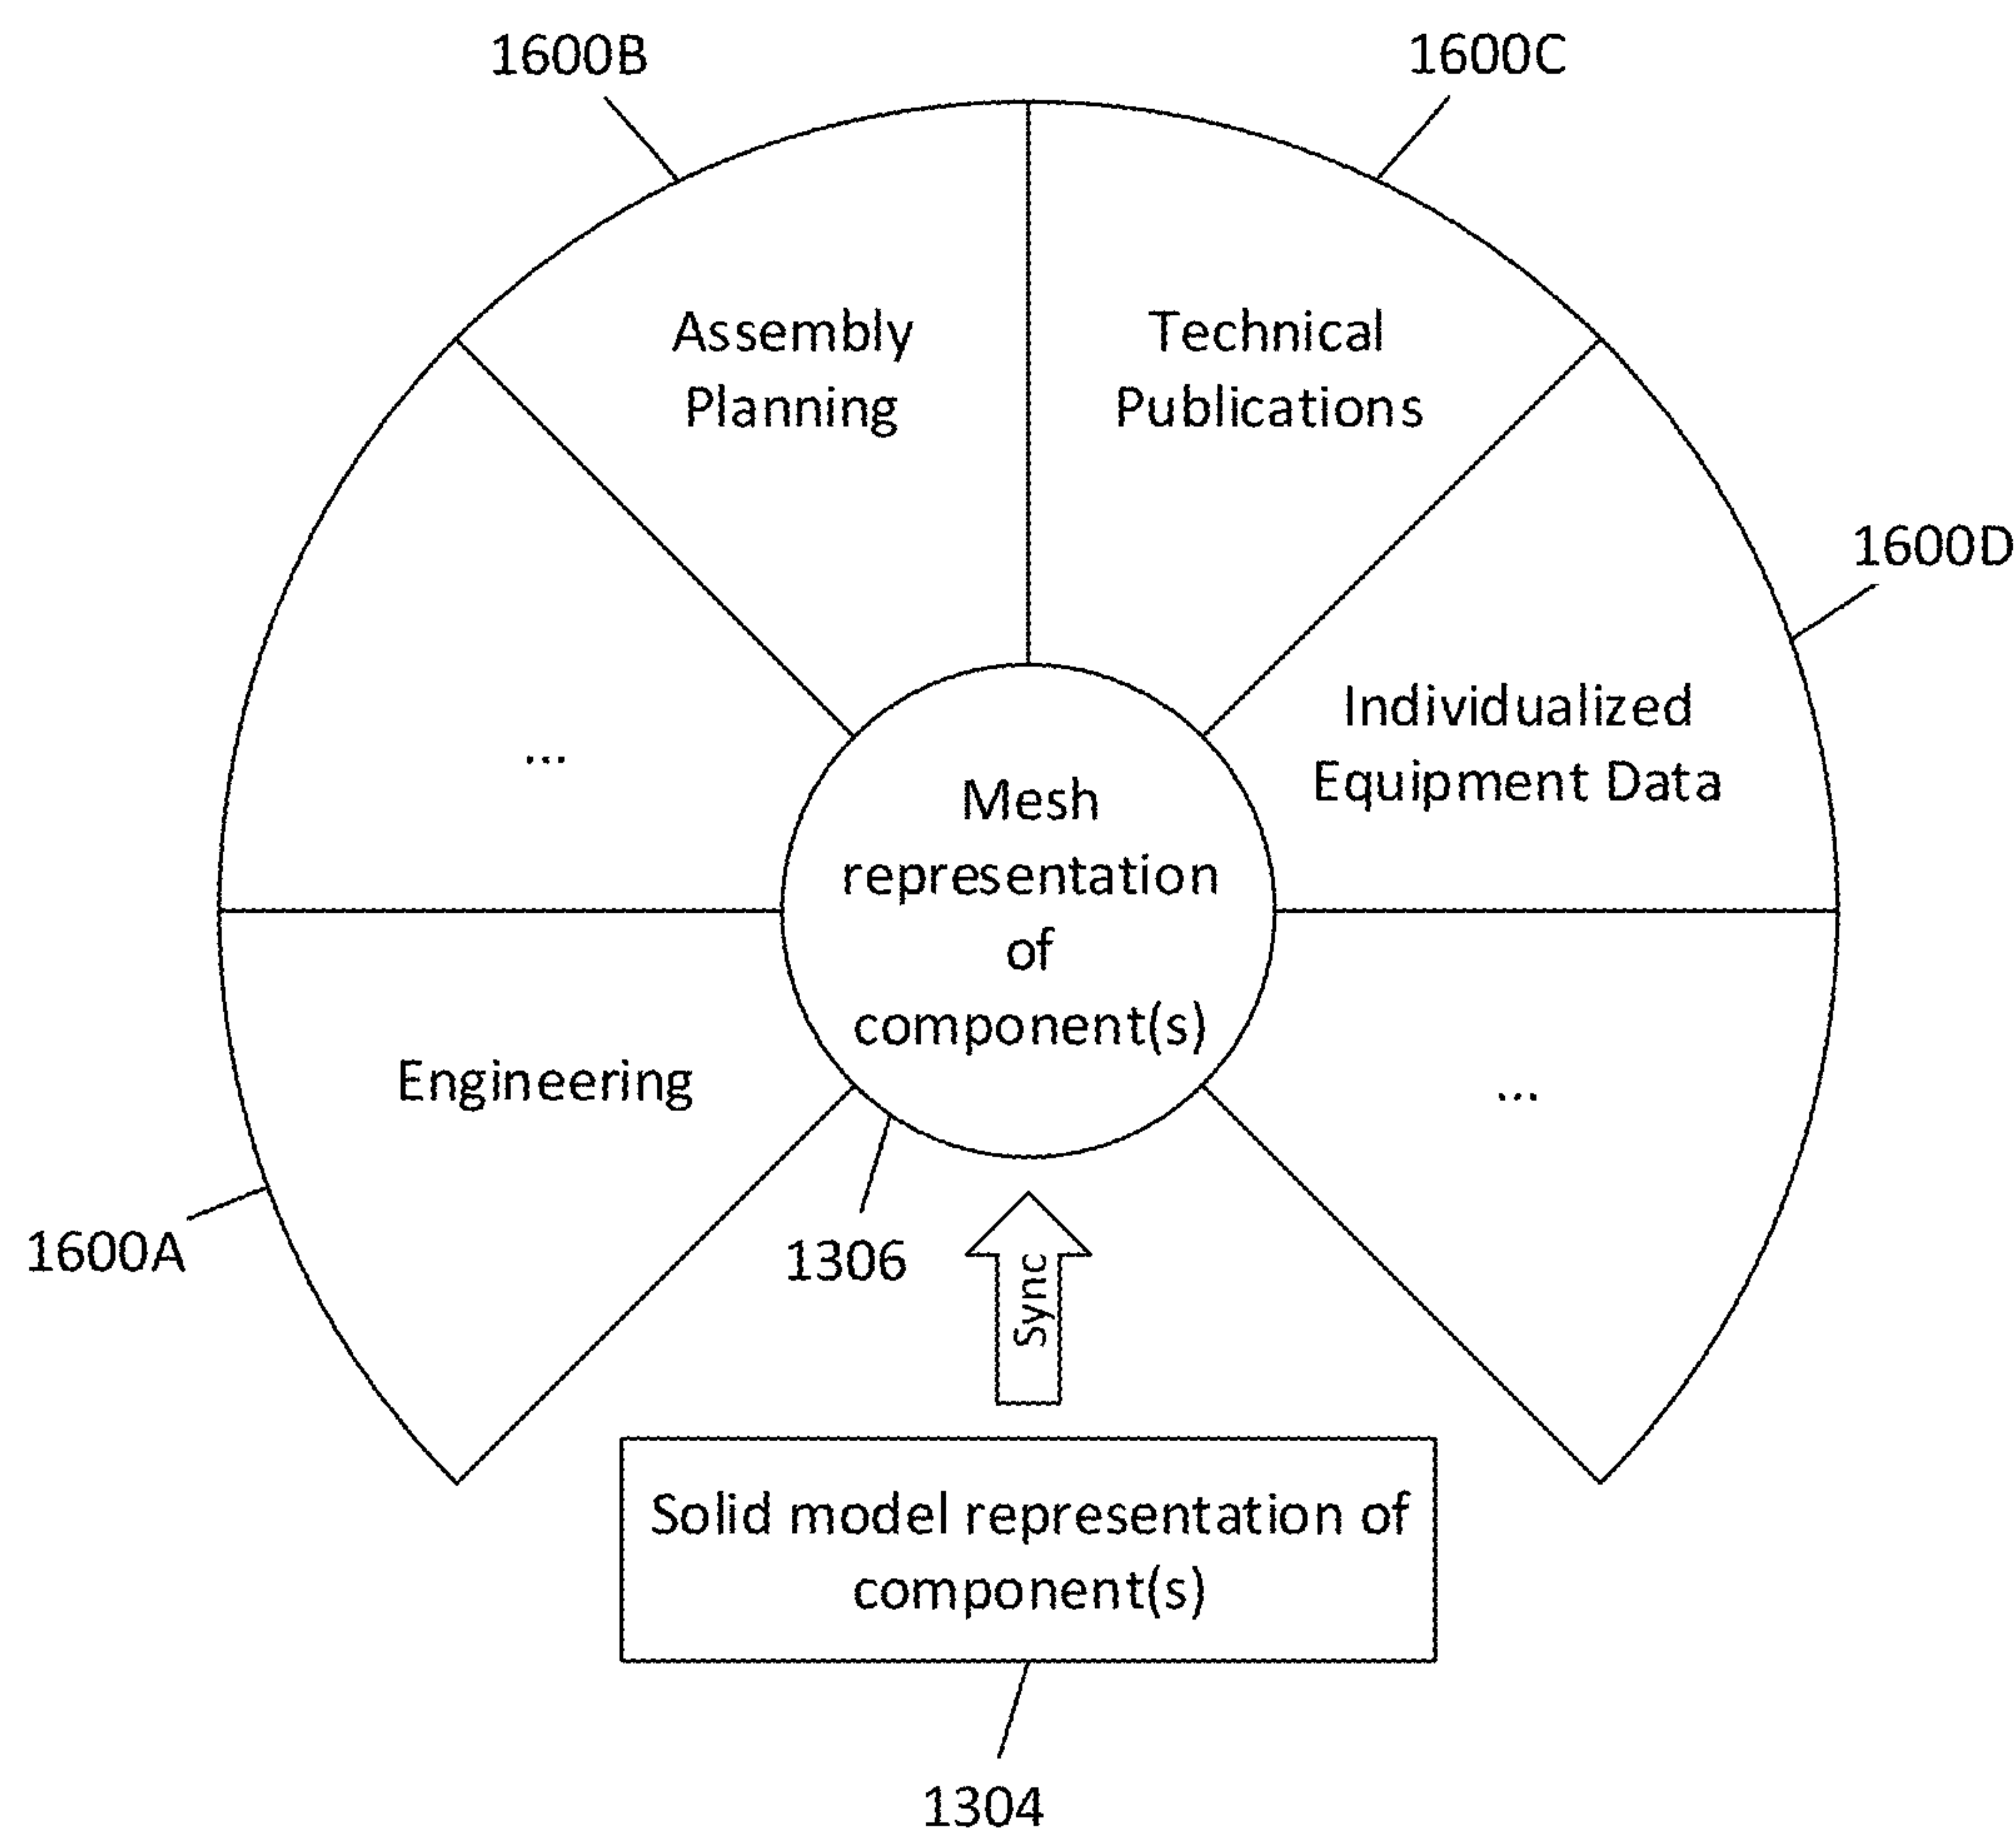 1600B
1600C
Assembly
Planning
Technical
Publications
1600D
Individualized
Equipment Data
...
Mesh
representation
of
component(s)
Engineering
...
1600A
1306
Sync
Solid model representation of
component(s)
1304